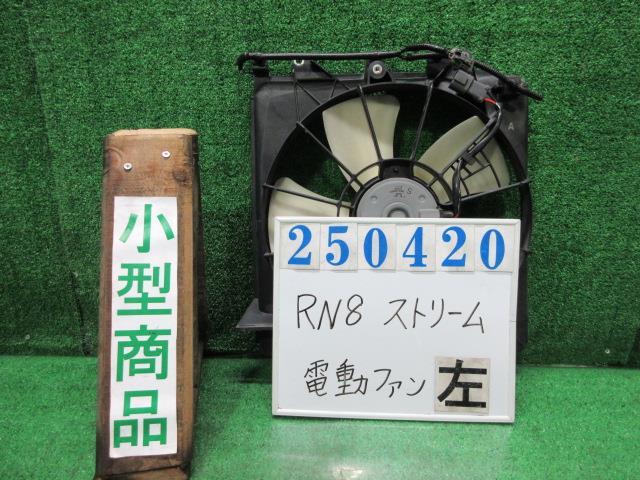 小型商品
250420
RN8 ストリーム
電動ファン 左
S
A